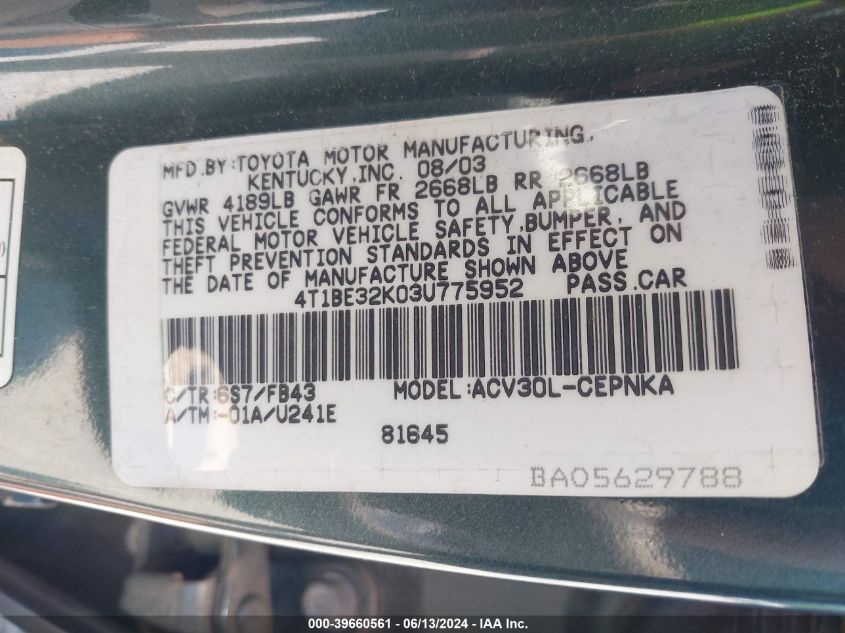 MFD.BY:TOYOTA MOTOR MANUFACTURING,
KENTUCKY,INC. 08/03
GVWR 4189LB GAWR FR 2668LB RR 2668LB
THIS VEHICLE CONFORMS TO ALL APPLICABLE
FEDERAL MOTOR VEHICLE SAFETY,BUMPER, AND
THEFT PREVENTION STANDARDS IN EFFECT ON
THE DATE OF MANUFACTURE SHOWN ABOVE
4T1BE32K03U775952 PASS.CAR
C/TR:6S7/FB43 MODEL:ACV30L-CEPNKA
A/TM:-01A/U241E
81645
BA05629788
000-39660561 - 06/13/2024 - IAA Inc.